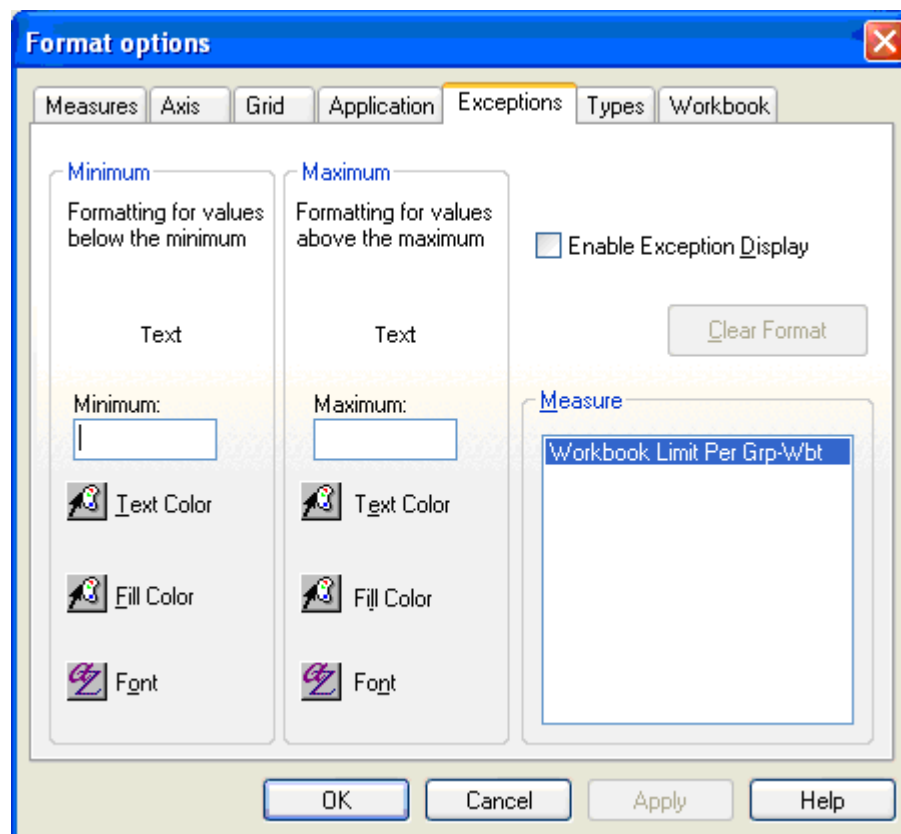 Format options
Measures Axis Grid Application Exceptions Types Workbook
Minimum
Formatting for values
below the minimum
Text
Minimum:
Text Color
Fill Color
Font
Maximum
Formatting for values
above the maximum
Text
Maximum:
Text Color
Fill Color
Font
Enable Exception Display
Clear Format
Measure
Workbook Limit Per Grp-Wbt
OK Cancel Apply Help